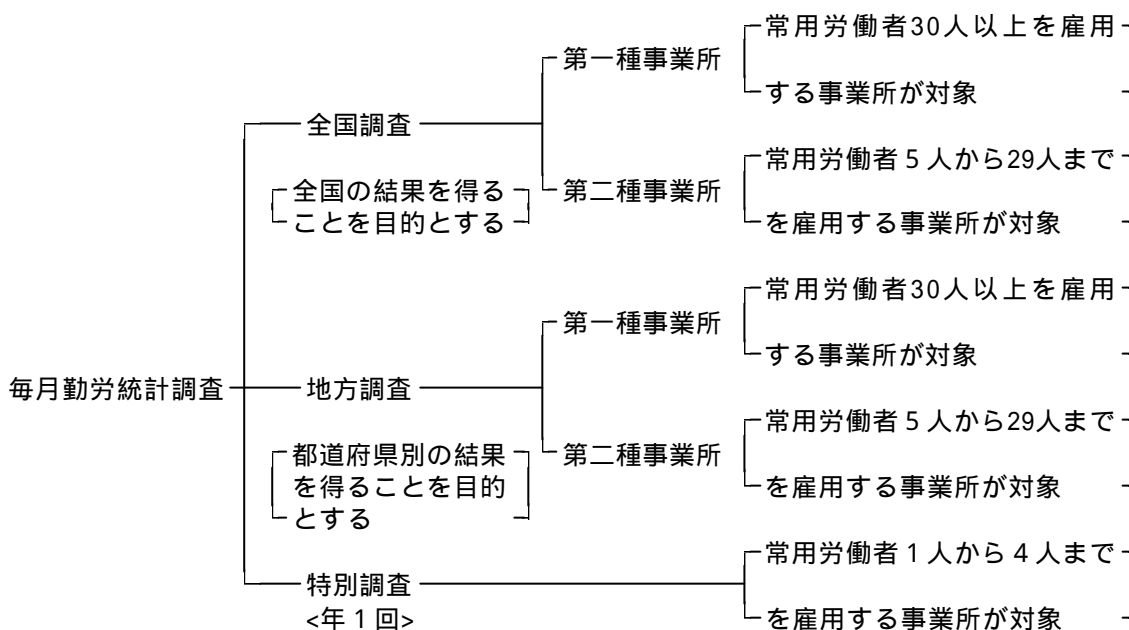 毎月勤労統計調査
全国調査
全国の結果を得る
ことを目的とする
第一種事業所
常用労働者30人以上を雇用
する事業所が対象
第二種事業所
常用労働者5人から29人まで
を雇用する事業所が対象
地方調査
都道府県別の結果
を得ることを目的
とする
第一種事業所
常用労働者30人以上を雇用
する事業所が対象
第二種事業所
常用労働者5人から29人まで
を雇用する事業所が対象
特別調査
<年1回>
常用労働者1人から4人まで
を雇用する事業所が対象